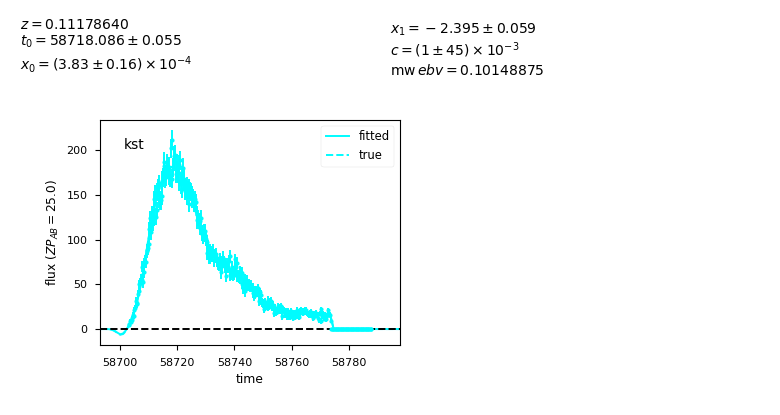 z = 0.11178640
t₀ = 58718.086 ± 0.055
x₀ = (3.83 ± 0.16) × 10⁻⁴
x₁ = − 2.395 ± 0.059
c = (1 ± 45) × 10⁻³
mw ebv = 0.10148875
kst
fitted
true
200
150
100
50
0
flux (ZP_AB = 25.0)
58700 58720 58740 58760 58780
time